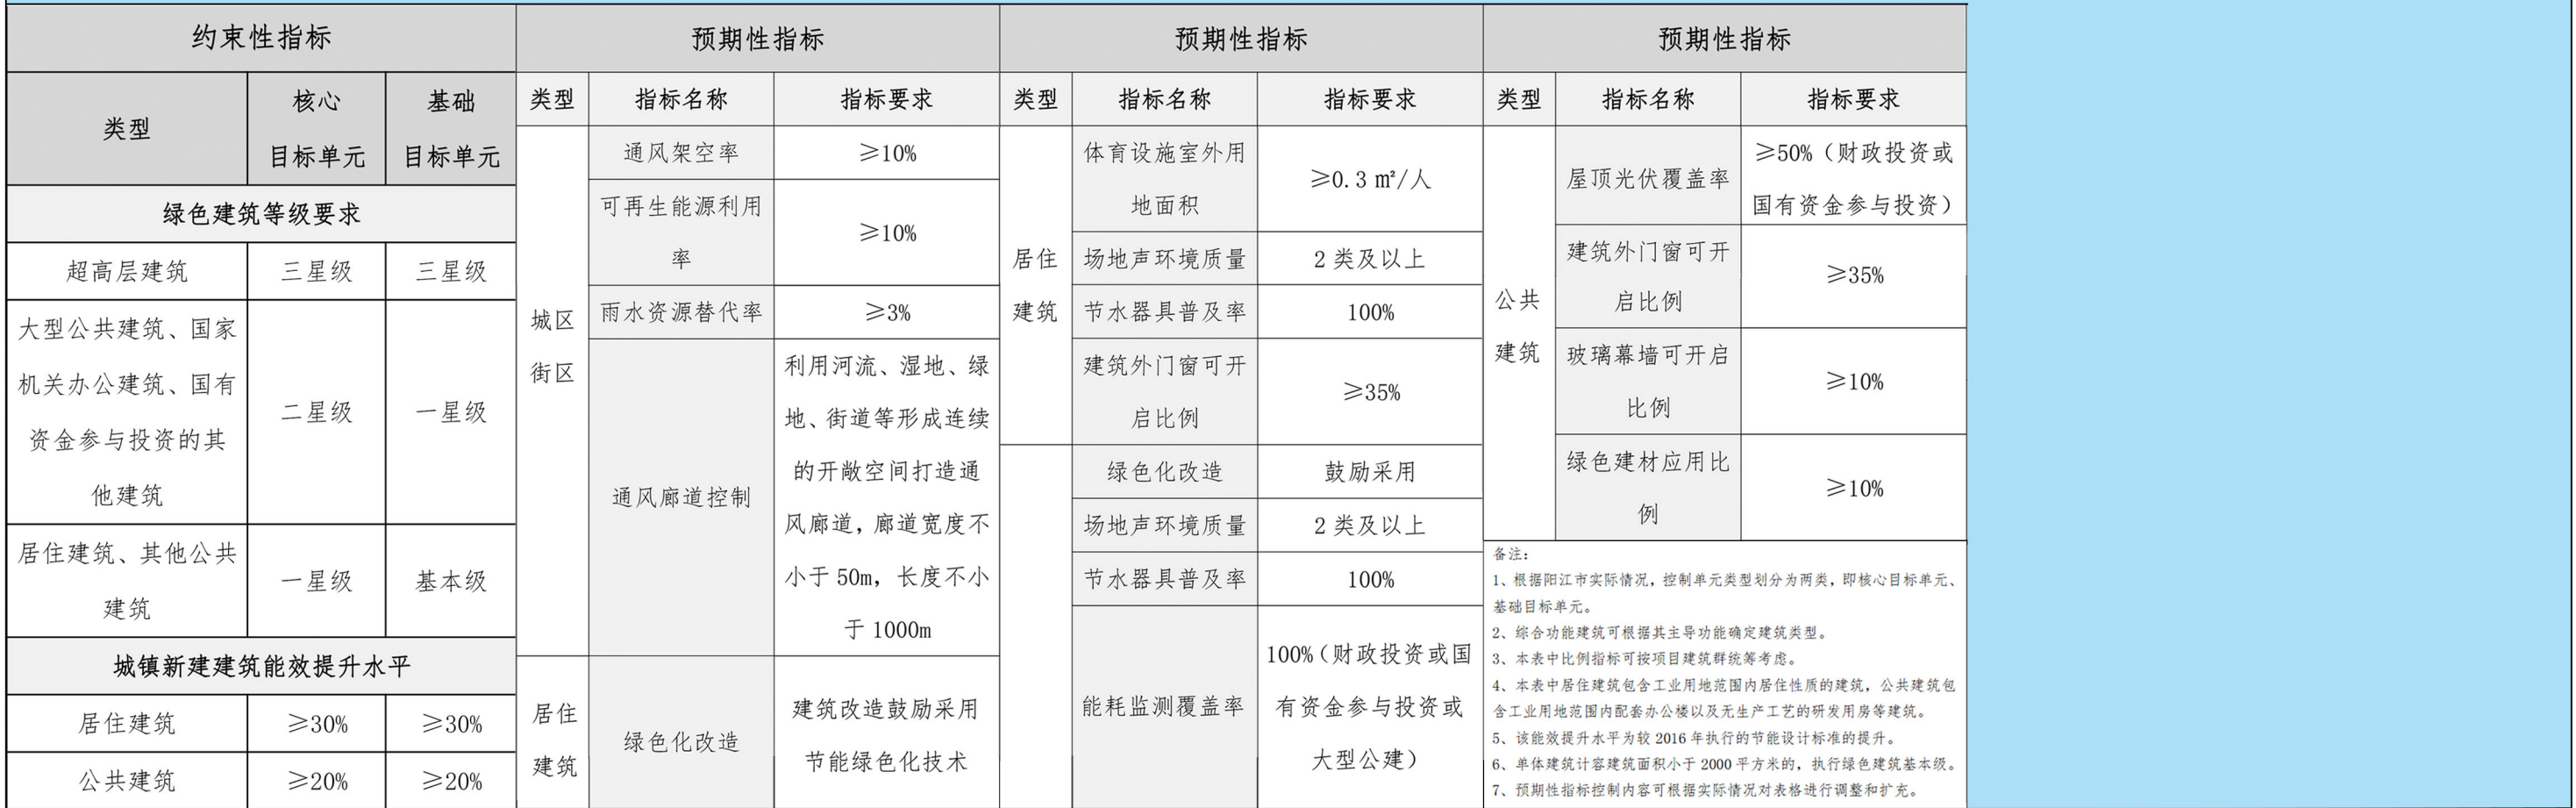 约束性指标
类型
核心
目标单元
基础
目标单元
绿色建筑等级要求
超高层建筑
三星级
三星级
大型公共建筑、国家
机关办公建筑、国有
资金参与投资的其
他建筑
二星级
一星级
居住建筑、其他公共
建筑
一星级
基本级
城镇新建建筑能效提升水平
居住建筑
≥30%
≥30%
公共建筑
≥20%
≥20%
预期性指标
类型
指标名称
指标要求
城区
街区
通风架空率
≥10%
可再生能源利用
率
≥10%
雨水资源替代率
≥3%
通风廊道控制
利用河流、湿地、绿
地、街道等形成连续
的开敞空间打造通
风廊道，廊道宽度不
小于 50m，长度不小
于 1000m
居住
建筑
绿色化改造
建筑改造鼓励采用
节能绿色化技术
预期性指标
类型
指标名称
指标要求
居住
建筑
体育设施室外用
地面积
≥0.3 ㎡/人
场地声环境质量
2 类及以上
节水器具普及率
100%
建筑外门窗可开
启比例
≥35%
绿色化改造
鼓励采用
场地声环境质量
2 类及以上
节水器具普及率
100%
能耗监测覆盖率
100%（财政投资或国
有资金参与投资或
大型公建）
预期性指标
类型
指标名称
指标要求
公共
建筑
屋顶光伏覆盖率
≥50%（财政投资或
国有资金参与投资）
建筑外门窗可开
启比例
≥35%
玻璃幕墙可开启
比例
≥10%
绿色建材应用比
例
≥10%
备注：
1、根据阳江市实际情况，控制单元类型划分为两类，即核心目标单元、
基础目标单元。
2、综合功能建筑可根据其主导功能确定建筑类型。
3、本表中比例指标可按项目建筑群统筹考虑。
4、本表中居住建筑包含工业用地范围内居住性质的建筑，公共建筑包
含工业用地范围内配套办公楼以及无生产工艺的研发用房等建筑。
5、该能效提升水平为较 2016 年执行的节能设计标准的提升。
6、单体建筑计容建筑面积小于 2000 平方米的，执行绿色建筑基本级。
7、预期性指标控制内容可根据实际情况对表格进行调整和扩充。